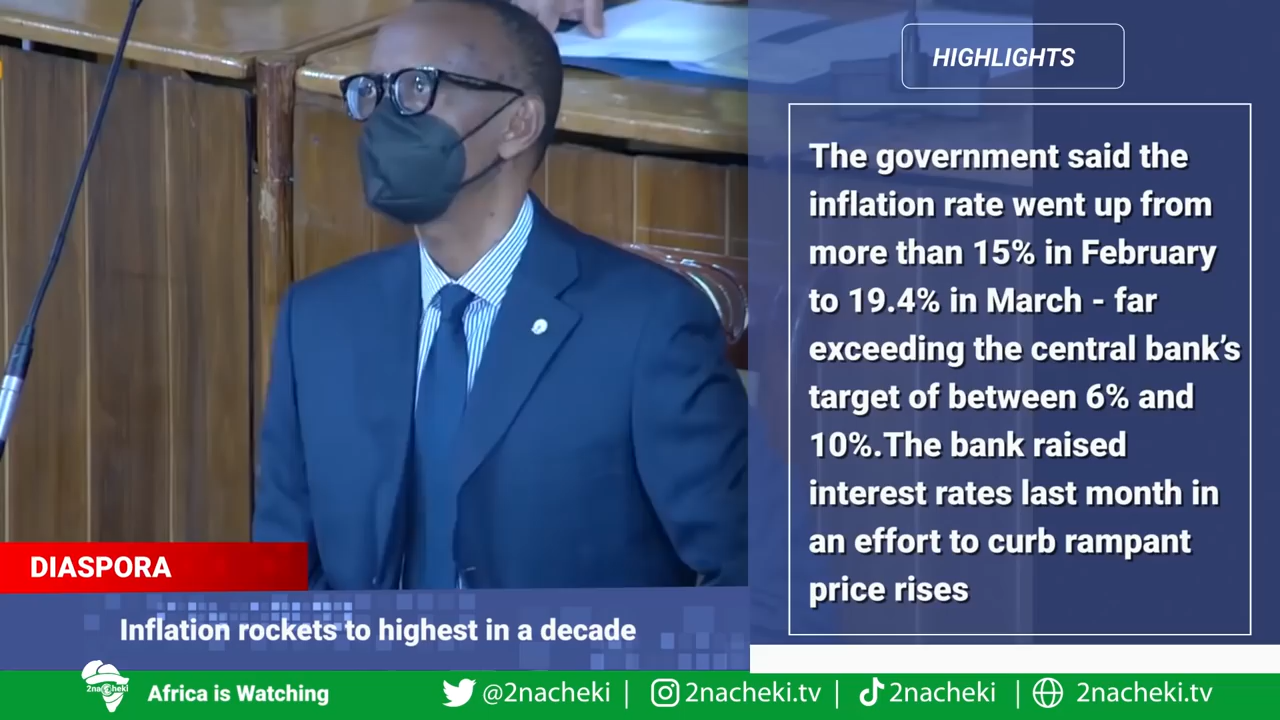 HIGHLIGHTS
The government said the
inflation rate went up from
more than 15% in February
to 19.4% in March - far
exceeding the central bank's
target of between 6% and
10%.The bank raised
interest rates last month in
an effort to curb rampant
price rises
DIASPORA
Inflation rockets to highest in a decade
2nacheki
Africa is Watching
@2nacheki | 2nacheki.tv | 2nacheki | 2nacheki.tv